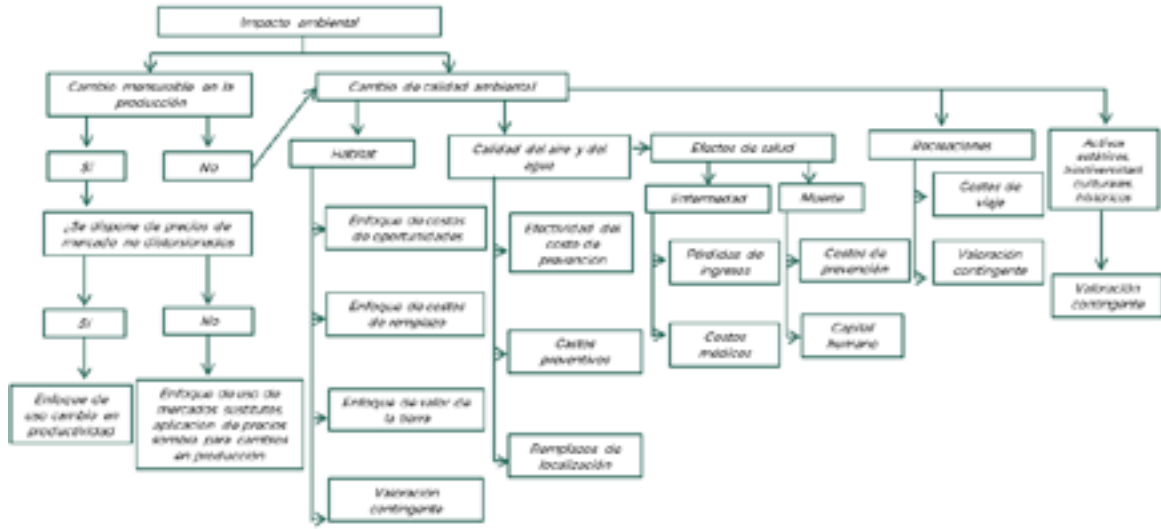 Impacto ambiental
Cambio mensurable en la
producción
Cambio de calidad ambiental
Si
No
Hábitat
Calidad del aire y del
agua
Efectos de salud
Recreaciones
Activos
estéticos,
biodiversidad
culturales,
históricos
¿Se dispone de precios de
mercado no distorsionados
Enfoque de costos
de oportunidades
Efectividad del
costo de
prevención
Enfermedad
Muerte
Costos de
viaje
Pérdidas de
ingresos
Costos de
prevención
Valoración
contingente
Valoración
contingente
Si
No
Enfoque de costos
de remplazo
Costos
preventivos
Costos
médicos
Capital
humano
Enfoque de
uso cambio en
productividad
Enfoque de uso de
mercados sustitutos,
aplicación de precios
sombra para cambios
en producción
Enfoque de valor de
la tierra
Remplazos de
localización
Valoración
contingente